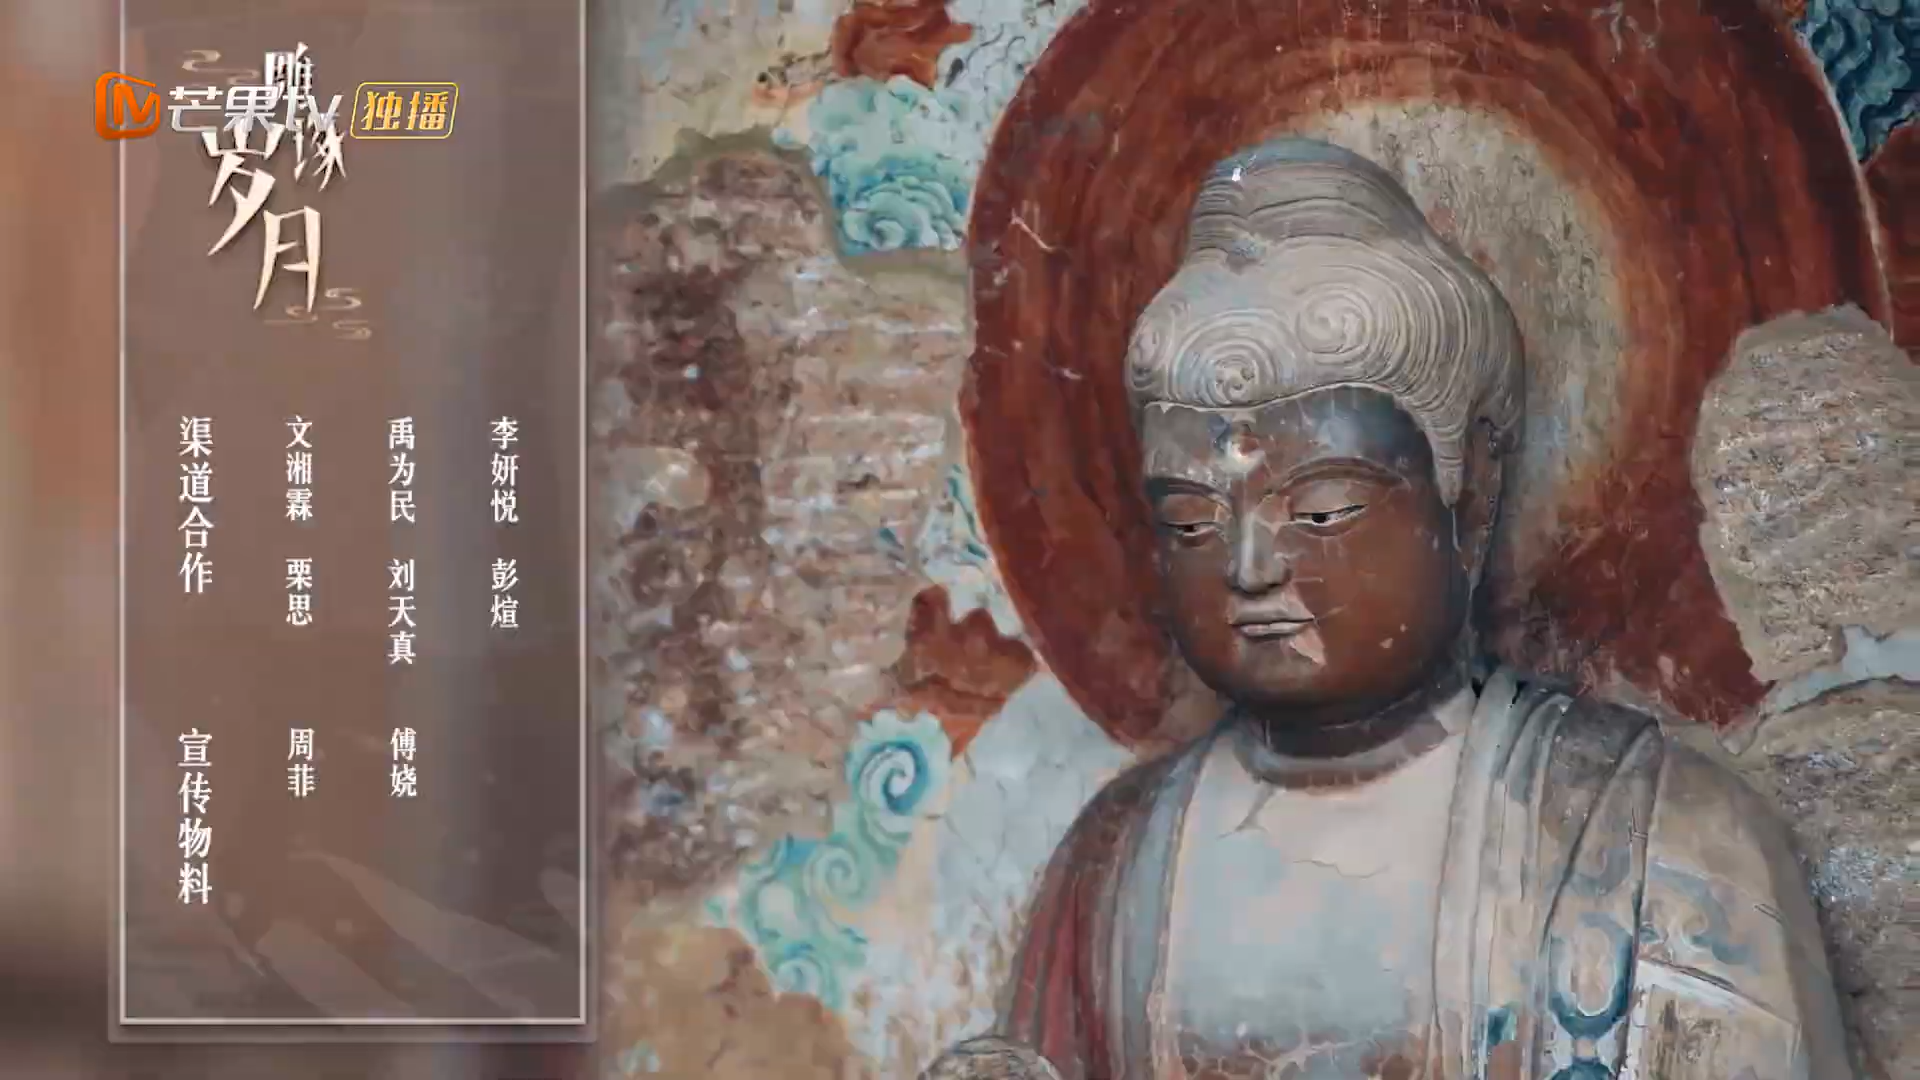 芒果tv 独播
雕
岁月
渠道合作
文湘霖 栗思
禹为民 刘天真
李妍悦 彭煊
宣传物料
周菲
傅娆